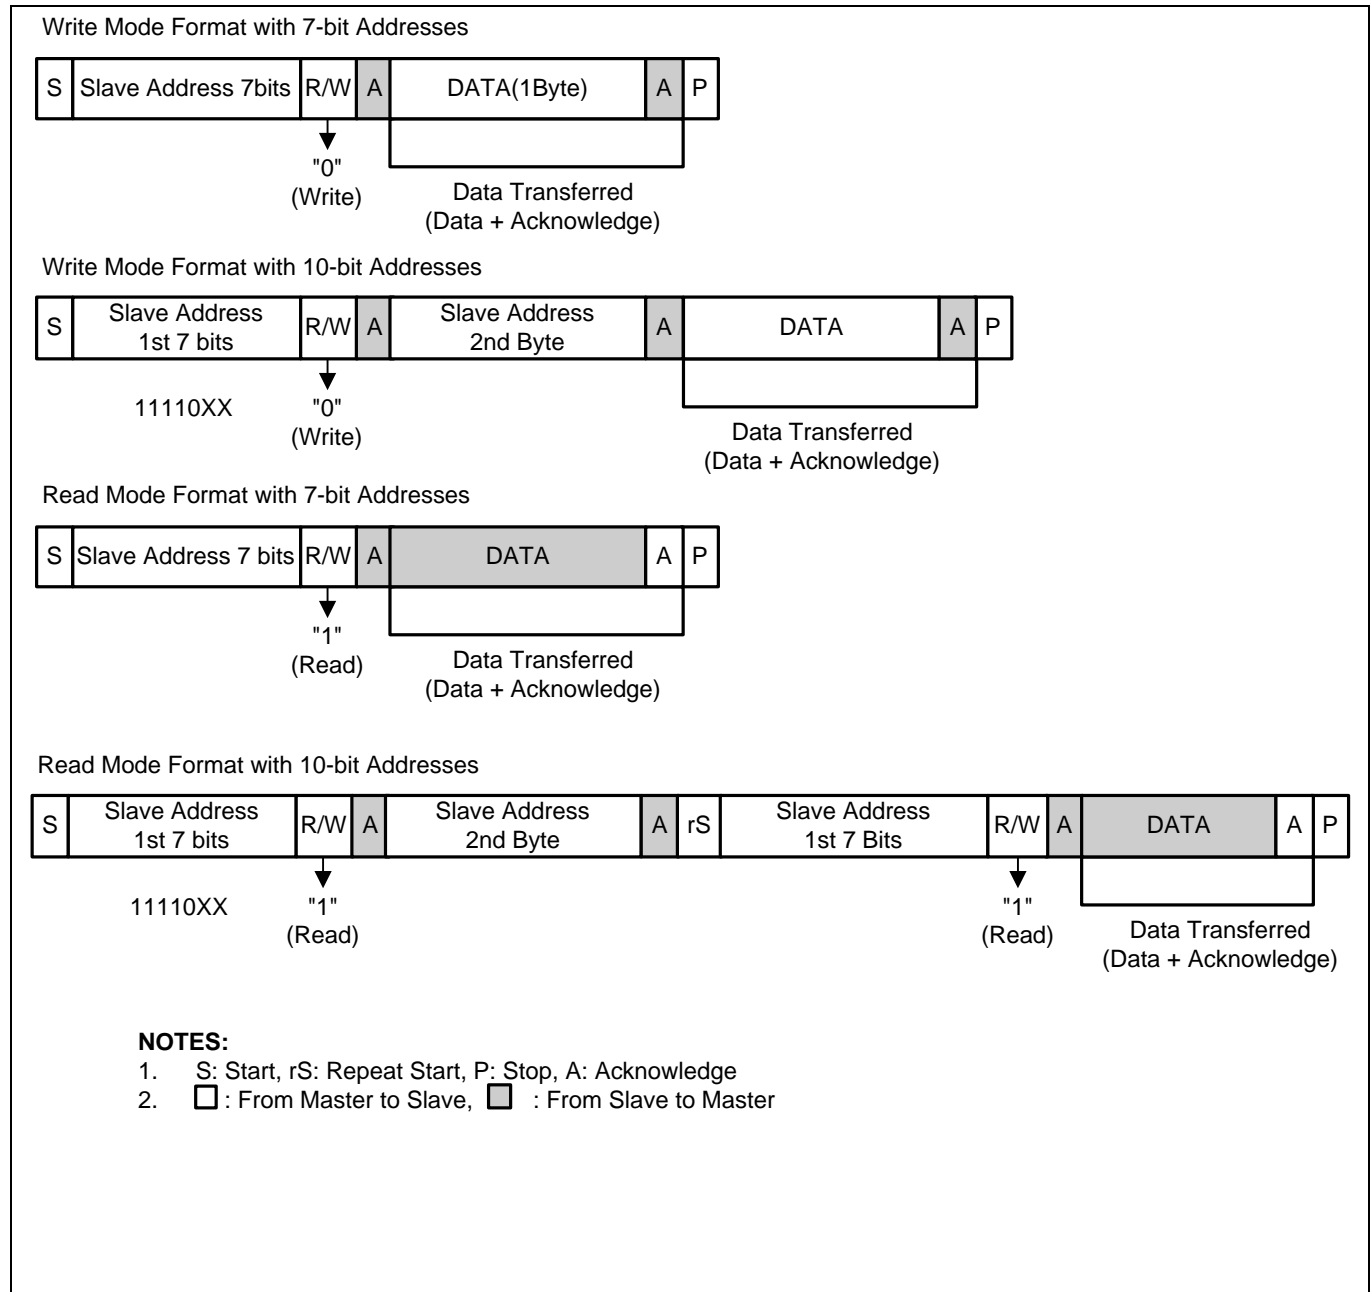 Write Mode Format with 7-bit Addresses
S Slave Address 7bits R/W A DATA(1Byte) A P
"0"
(Write)
Data Transferred
(Data + Acknowledge)
Write Mode Format with 10-bit Addresses
S Slave Address
1st 7 bits R/W A Slave Address
2nd Byte A DATA A P
11110XX "0"
(Write)
Data Transferred
(Data + Acknowledge)
Read Mode Format with 7-bit Addresses
S Slave Address 7 bits R/W A DATA A P
"1"
(Read)
Data Transferred
(Data + Acknowledge)
Read Mode Format with 10-bit Addresses
S Slave Address
1st 7 bits R/W A Slave Address
2nd Byte A rS Slave Address
1st 7 Bits R/W A DATA A P
11110XX "1"
(Read)
"1"
(Read)
Data Transferred
(Data + Acknowledge)
NOTES:
1. S: Start, rS: Repeat Start, P: Stop, A: Acknowledge
2. : From Master to Slave, : From Slave to Master